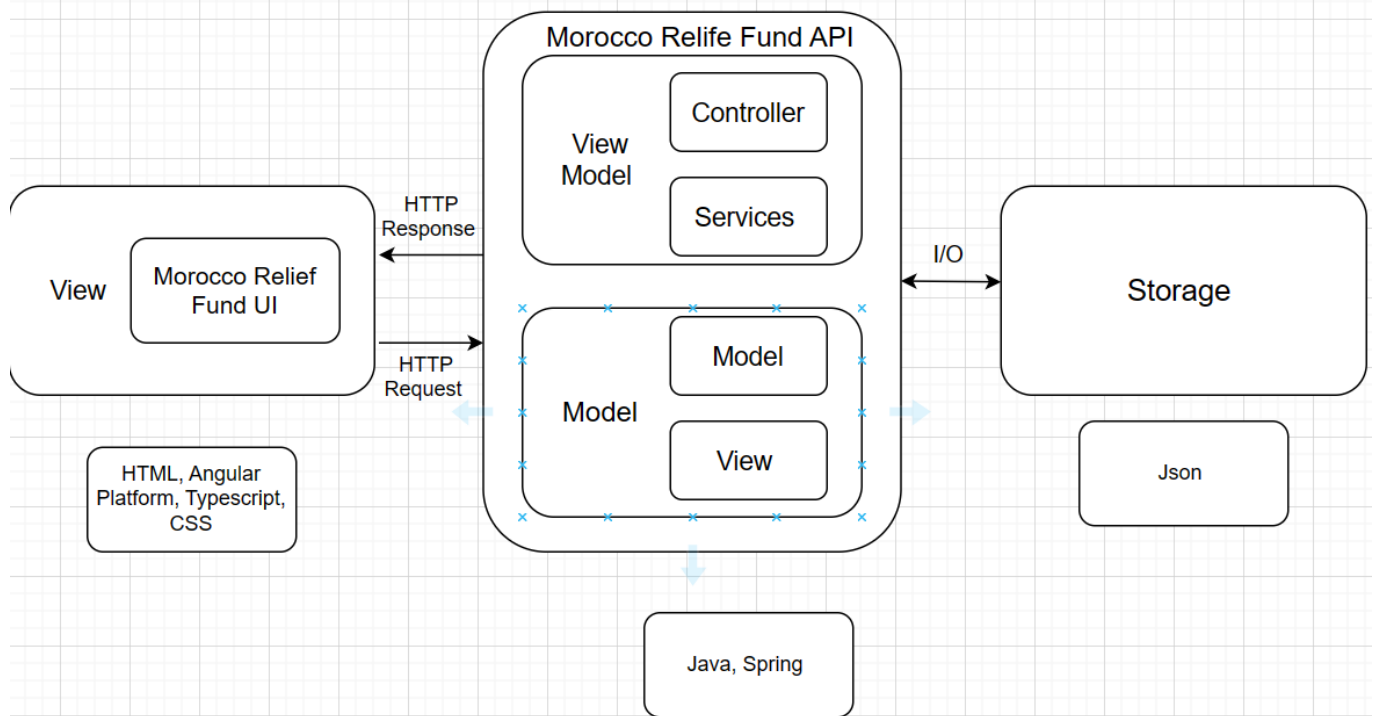 Morocco Relife Fund API
Controller
View
Model
Services
HTTP
Response
View
Morocco Relief
Fund UI
HTTP
Request
I/O
Storage
Model
Model
View
HTML, Angular
Platform, Typescript,
CSS
Json
Java, Spring